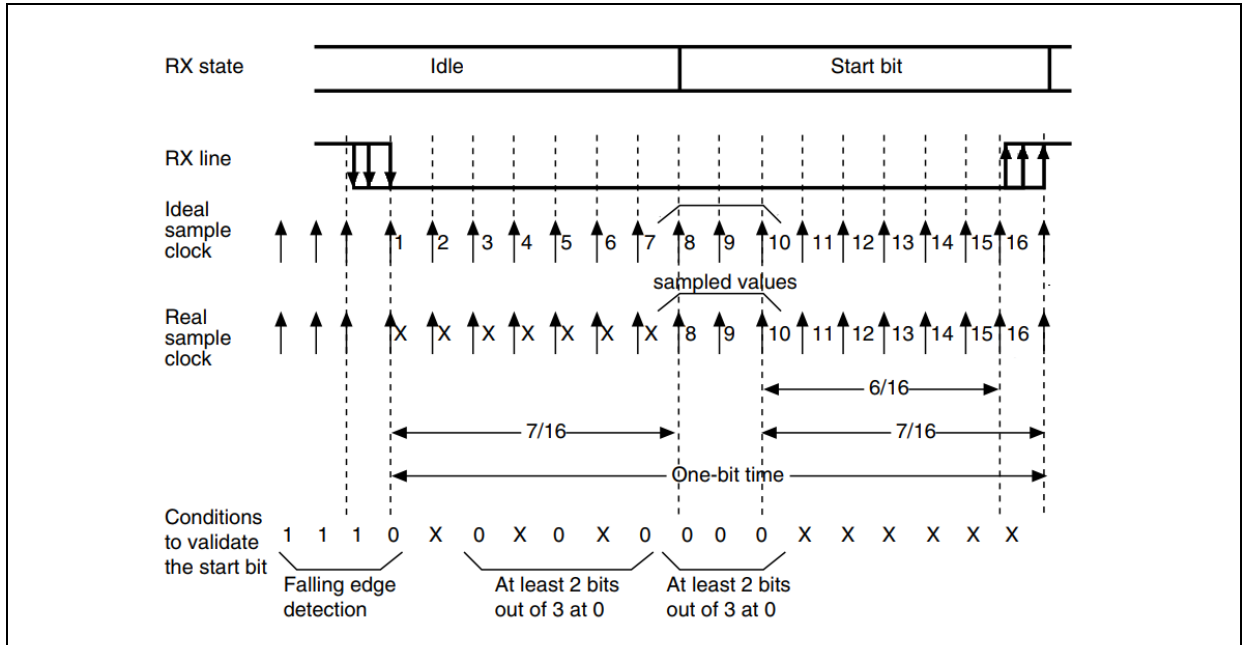 RX state
Idle
Start bit
RX line
Ideal
sample
clock
1 2 3 4 5 6 7 8 9 10 11 12 13 14 15 16
sampled values
Real
sample
clock
X X X X X X X 8 9 10 11 12 13 14 15 16
6/16
7/16
7/16
One-bit time
Conditions
to validate
the start bit
1 1 1 0 X 0 X 0 X 0 0 0 0 X X X X X X
Falling edge
detection
At least 2 bits
out of 3 at 0
At least 2 bits
out of 3 at 0